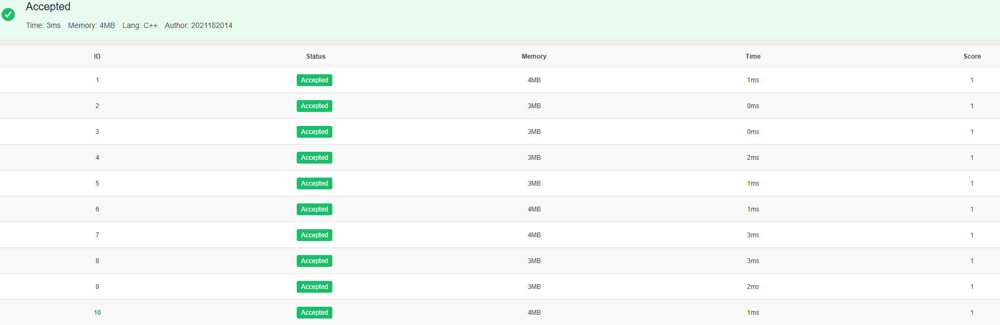 Accepted
Time: 3ms Memory: 4MB Lang: C++ Author: 2021182014
ID Status Memory Time Score
1 Accepted 4MB 1ms 1
2 Accepted 3MB 0ms 1
3 Accepted 3MB 0ms 1
4 Accepted 3MB 2ms 1
5 Accepted 3MB 1ms 1
6 Accepted 4MB 1ms 1
7 Accepted 4MB 3ms 1
8 Accepted 3MB 3ms 1
9 Accepted 3MB 2ms 1
10 Accepted 4MB 1ms 1